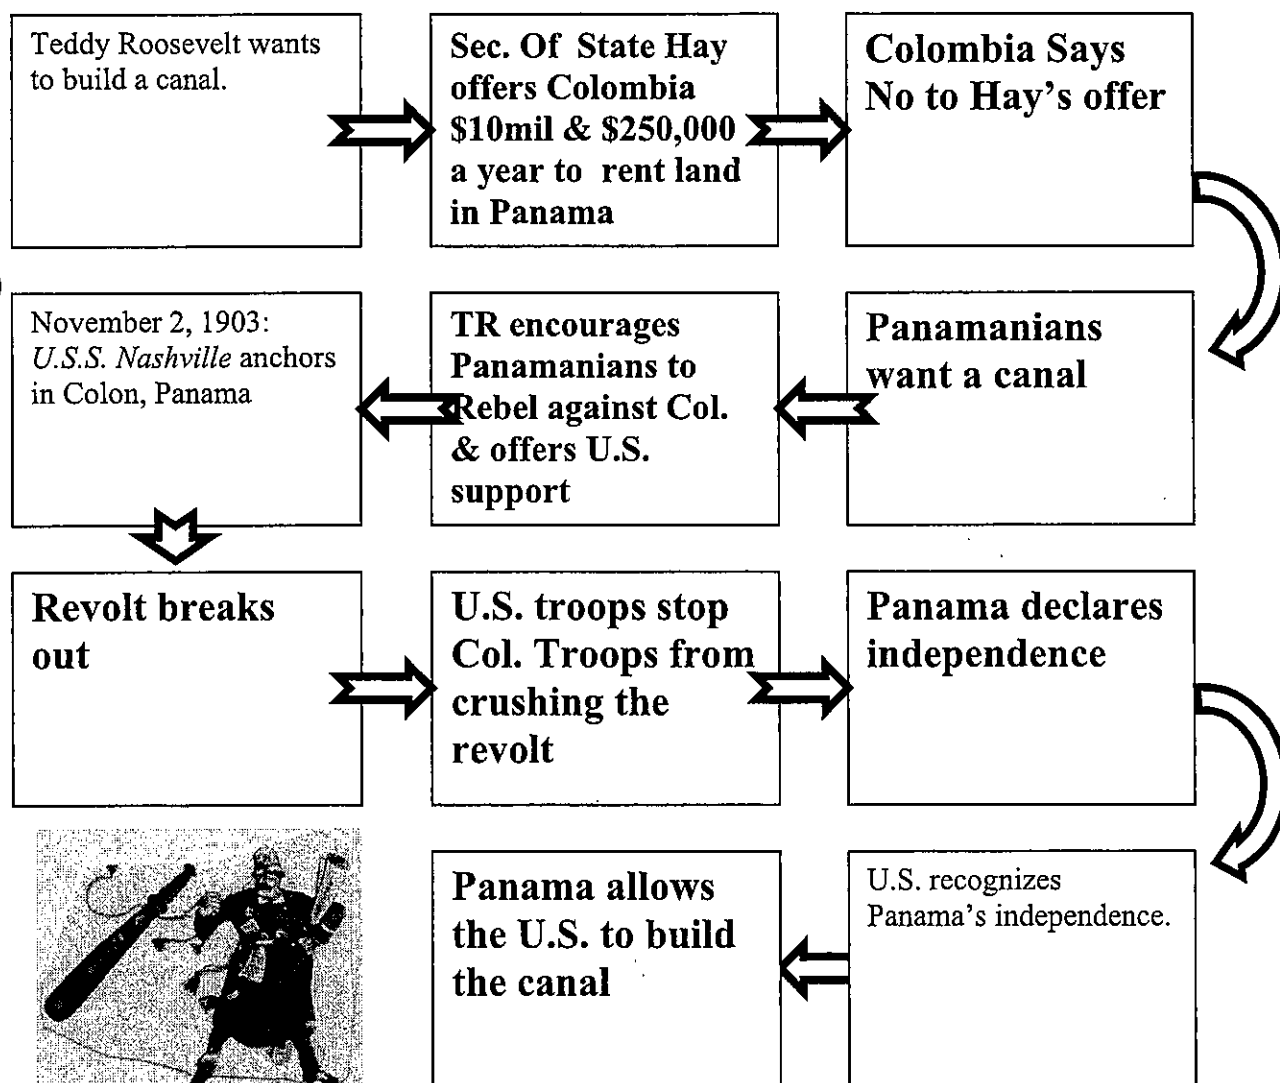 Teddy Roosevelt wants
to build a canal.
Sec. Of State Hay
offers Colombia
$10mil & $250,000
a year to rent land
in Panama
Colombia Says
No to Hay's offer
Panamanians
want a canal
TR encourages
Panamanians to
Rebel against Col.
& offers U.S.
support
November 2, 1903:
U.S.S. Nashville anchors
in Colon, Panama
Revolt breaks
out
U.S. troops stop
Col. Troops from
crushing the
revolt
Panama declares
independence
U.S. recognizes
Panama's independence.
Panama allows
the U.S. to build
the canal